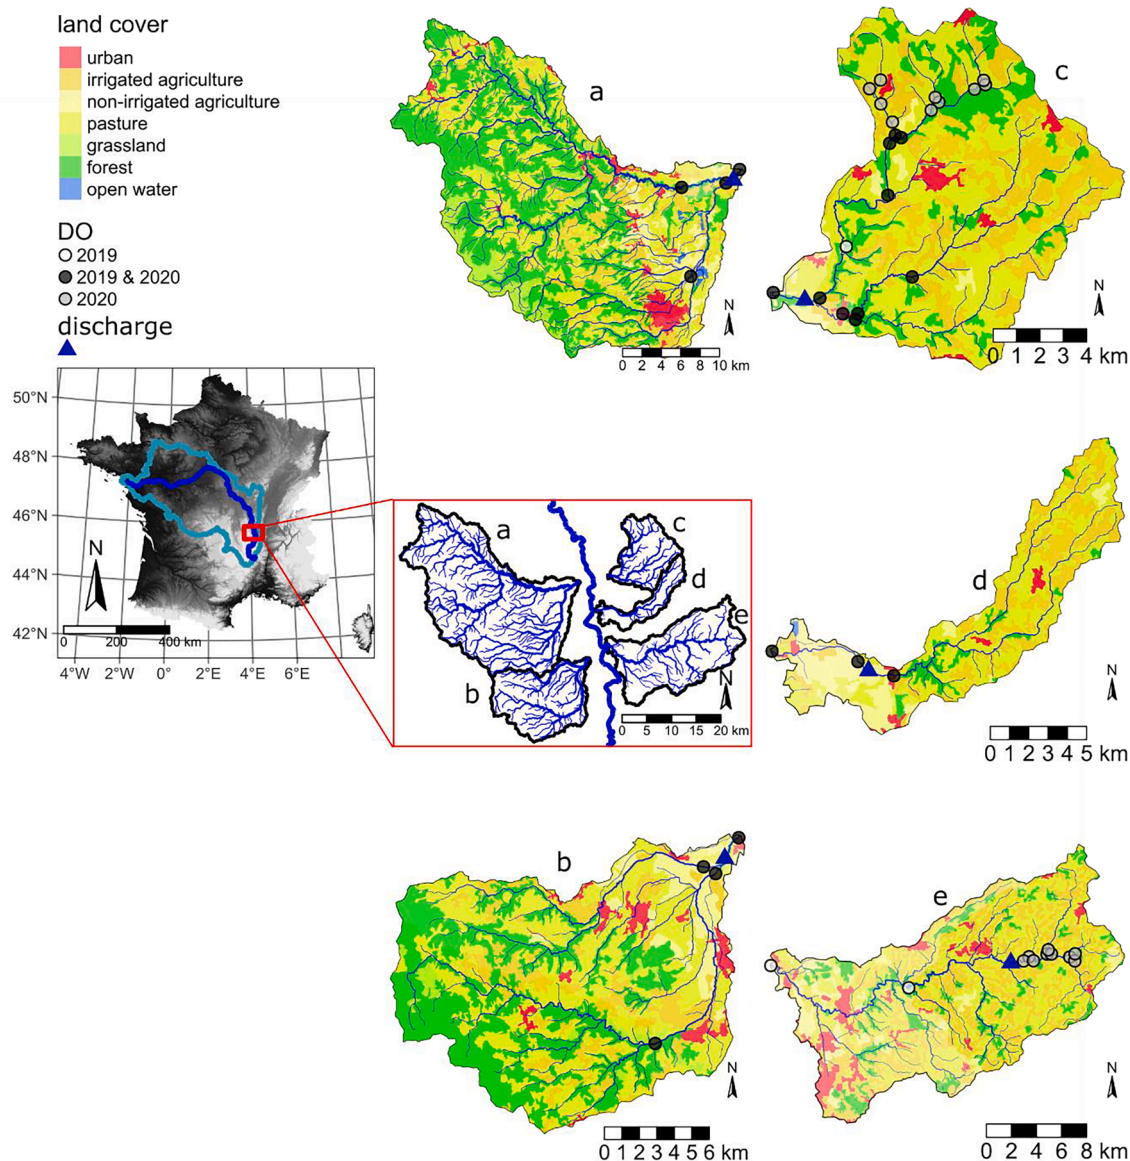 land cover
urban
irrigated agriculture
non-irrigated agriculture
pasture
grassland
forest
open water
DO
2019
2019 & 2020
2020
discharge
a
N
0 2 4 6 8 10 km
c
N
0 1 2 3 4 km
50°N
48°N
46°N
44°N
42°N
N
0 200 400 km
4°W 2°W 0°E 2°E 4°E 6°E
a
c
d
e
b
N
0 5 10 15 20 km
d
N
0 1 2 3 4 5 km
b
N
0 1 2 3 4 5 6 km
e
N
0 2 4 6 8 km